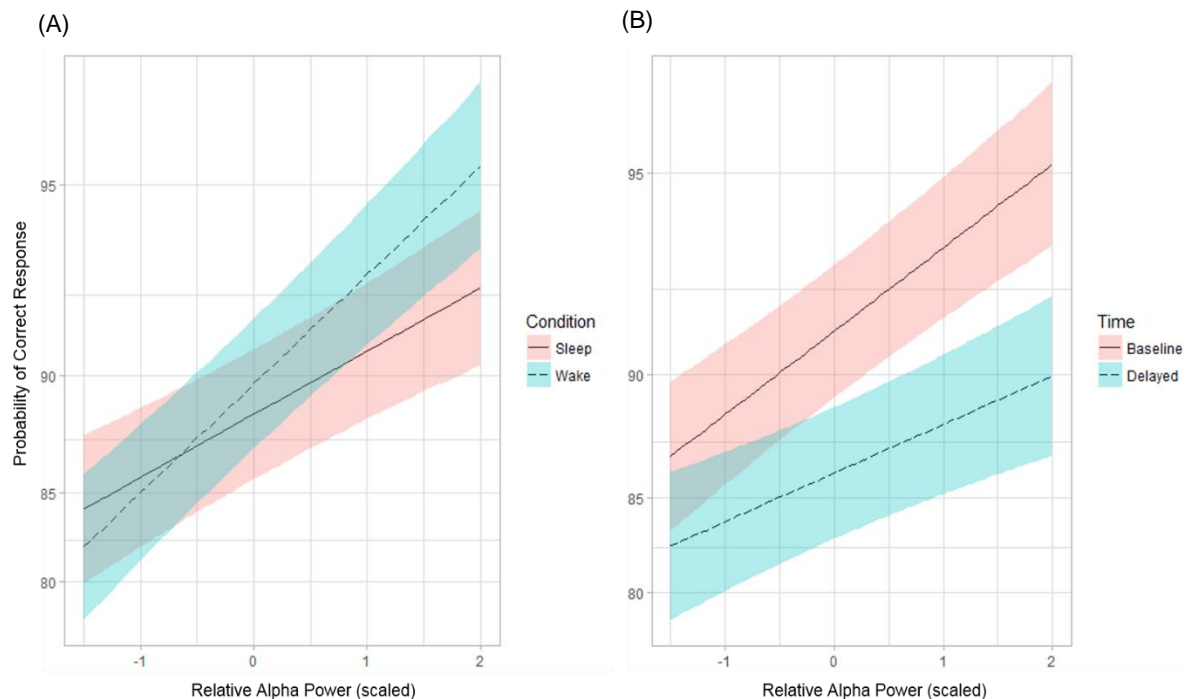 (A)
(B)
Probability of Correct Response
95
90
85
80
-1
0
1
2
Relative Alpha Power (scaled)
Condition
Sleep
Wake
95
90
85
80
-1
0
1
2
Relative Alpha Power (scaled)
Time
Baseline
Delayed